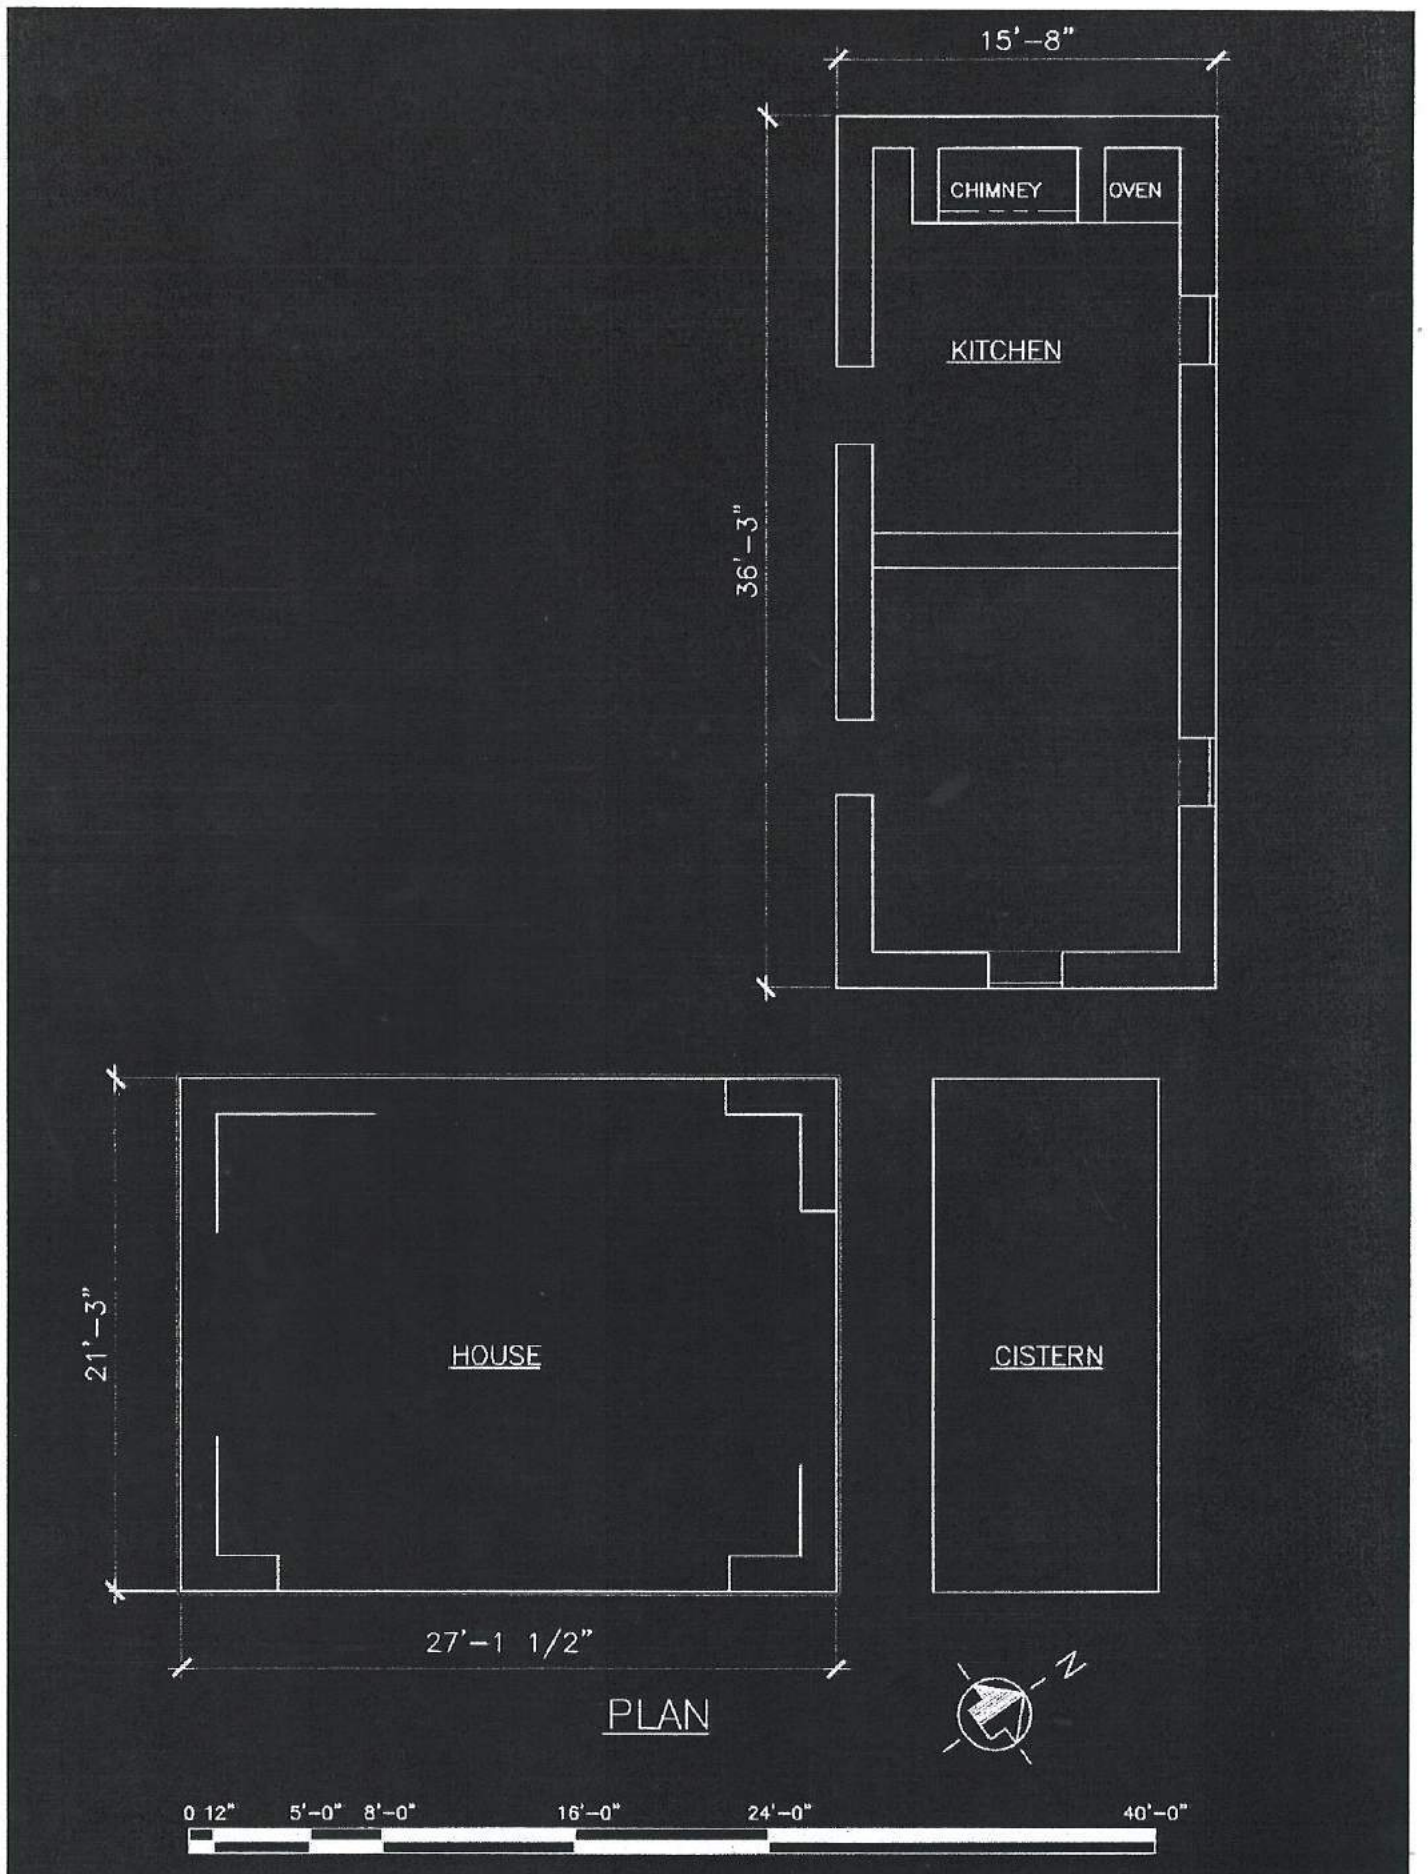 15'-8"
CHIMNEY OVEN
KITCHEN
36'-3"
HOUSE
CISTERN
21'-3"
27'-1 1/2"
N
PLAN
0 12" 5'-0" 8'-0" 16'-0" 24'-0" 40'-0"